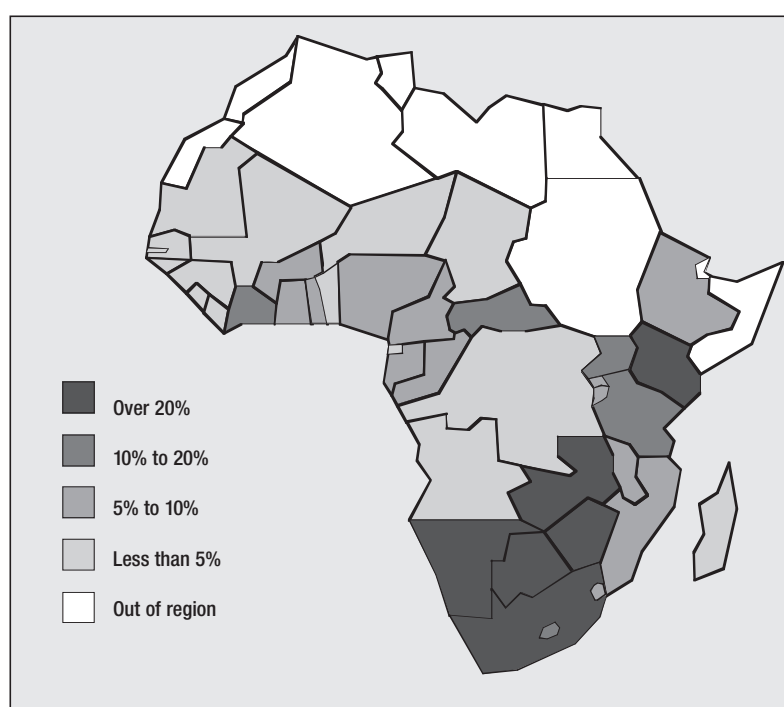 Over 20%
10% to 20%
5% to 10%
Less than 5%
Out of region